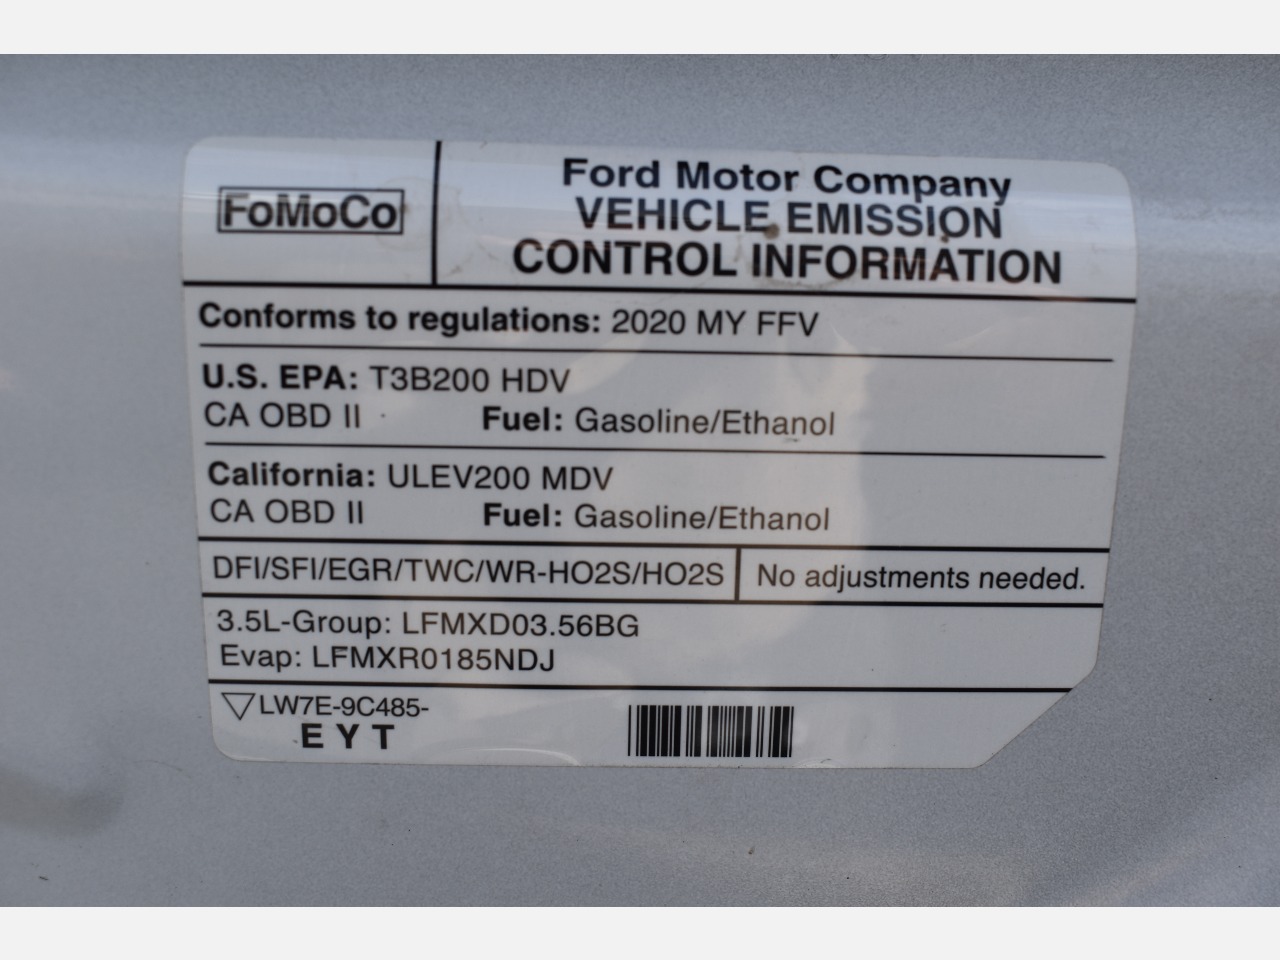 FoMoCo
Ford Motor Company
VEHICLE EMISSION
CONTROL INFORMATION
Conforms to regulations: 2020 MY FFV
U.S. EPA: T3B200 HDV
CA OBD II Fuel: Gasoline/Ethanol
California: ULEV200 MDV
CA OBD II Fuel: Gasoline/Ethanol
DFI/SFI/EGR/TWC/WR-HO2S/HO2S No adjustments needed.
3.5L-Group: LFMXD03.56BG
Evap: LFMXR0185NDJ
LW7E-9C485-
E Y T